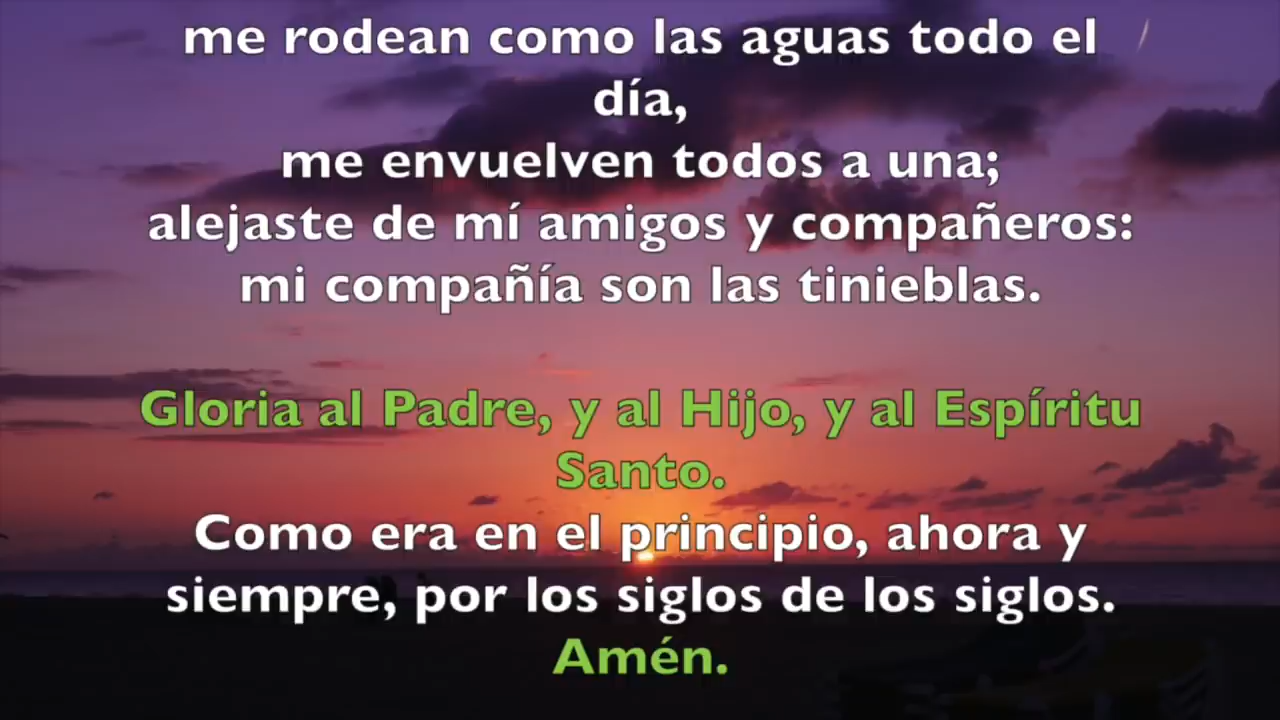 me rodean como las aguas todo el
día,
me envuelven todos a una;
alejaste de mí amigos y compañeros:
mi compañía son las tinieblas.
Gloria al Padre, y al Hijo, y al Espíritu
Santo.
Como era en el principio, ahora y
siempre, por los siglos de los siglos.
Amén.